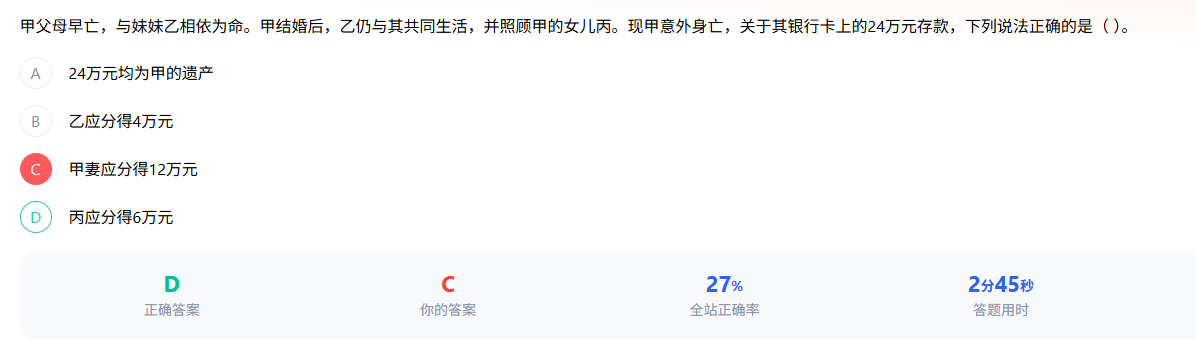 甲父母早亡，与妹妹乙相依为命。甲结婚后，乙仍与其共同生活，并照顾甲的女儿丙。现甲意外身亡，关于其银行卡上的24万元存款，下列说法正确的是（ ）。
A 24万元均为甲的遗产
B 乙应分得4万元
C 甲妻应分得12万元
D 丙应分得6万元
D C 27% 2分45秒
正确答案 你的答案 全站正确率 答题用时